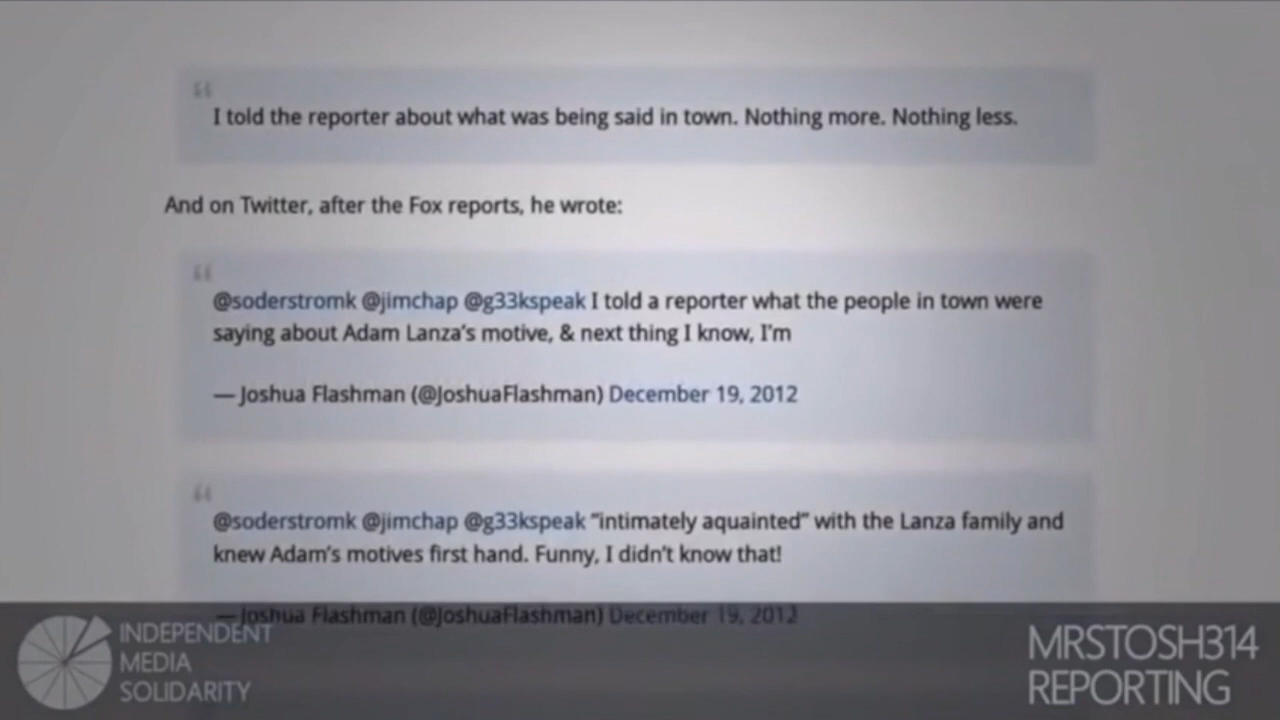 I told the reporter about what was being said in town. Nothing more. Nothing less.
And on Twitter, after the Fox reports, he wrote:
@soderstromk @jimchap @g33kspeak I told a reporter what the people in town were
saying about Adam Lanza's motive, & next thing I know, I'm
— Joshua Flashman (@JoshuaFlashman) December 19, 2012
@soderstromk @jimchap @g33kspeak "intimately aquainted" with the Lanza family and
knew Adam's motives first hand. Funny, I didn't know that!
— Joshua Flashman (@JoshuaFlashman) December 19, 2012
INDEPENDENT
MEDIA
SOLIDARITY
MRSTOSH314
REPORTING